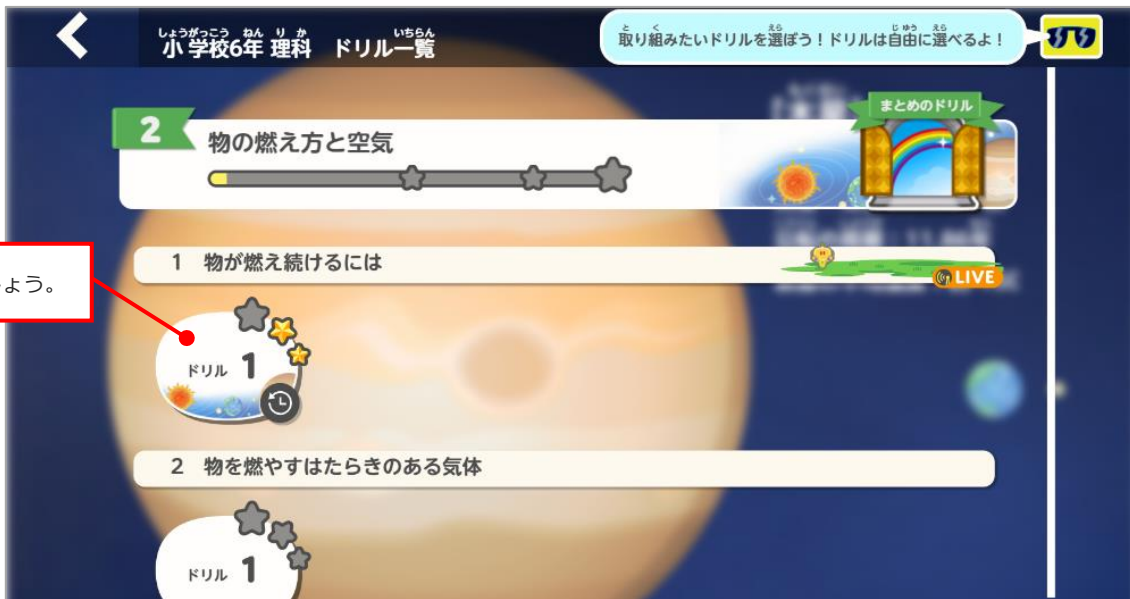 小学校6年 理科 ドリル一覧
しょうがっこう ねん りか いちらん
取り組みたいドリルを選ぼう！ドリルは自由に選べるよ！
と く えら じゆう えら
まとめのドリル
2 物の燃え方と空気
1 物が燃え続けるには
LIVE
ょう。
ドリル 1
2 物を燃やすはたらきのある気体
ドリル 1